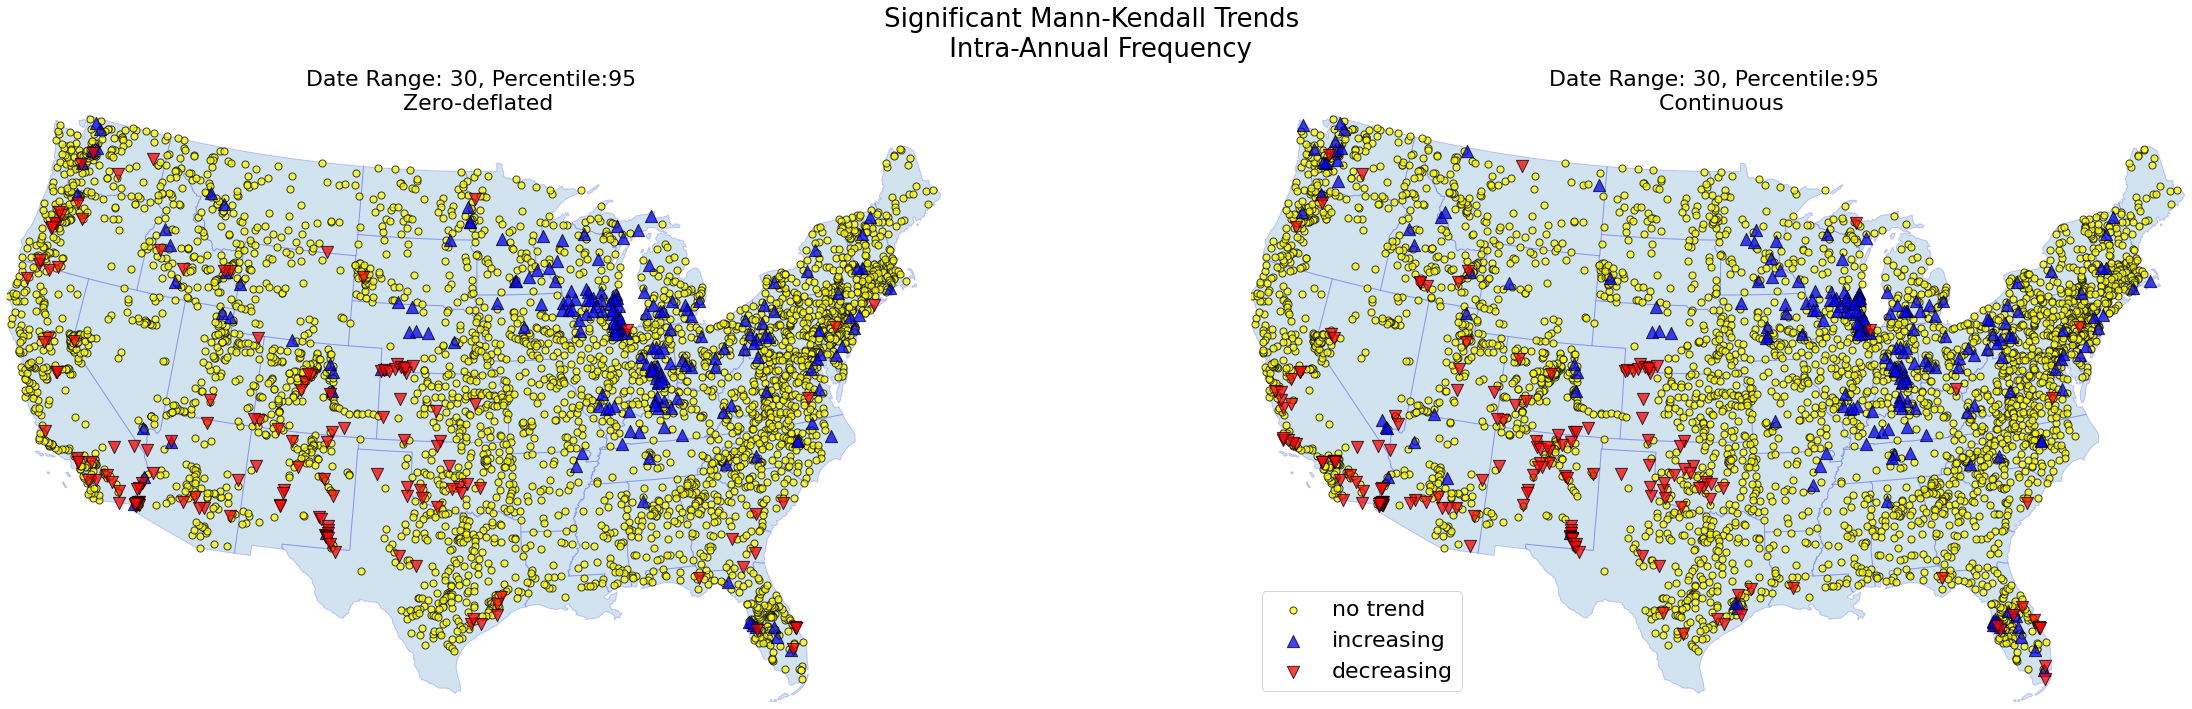 Significant Mann-Kendall Trends
Intra-Annual Frequency
Date Range: 30, Percentile:95
Zero-deflated
Date Range: 30, Percentile:95
Continuous
no trend
increasing
decreasing